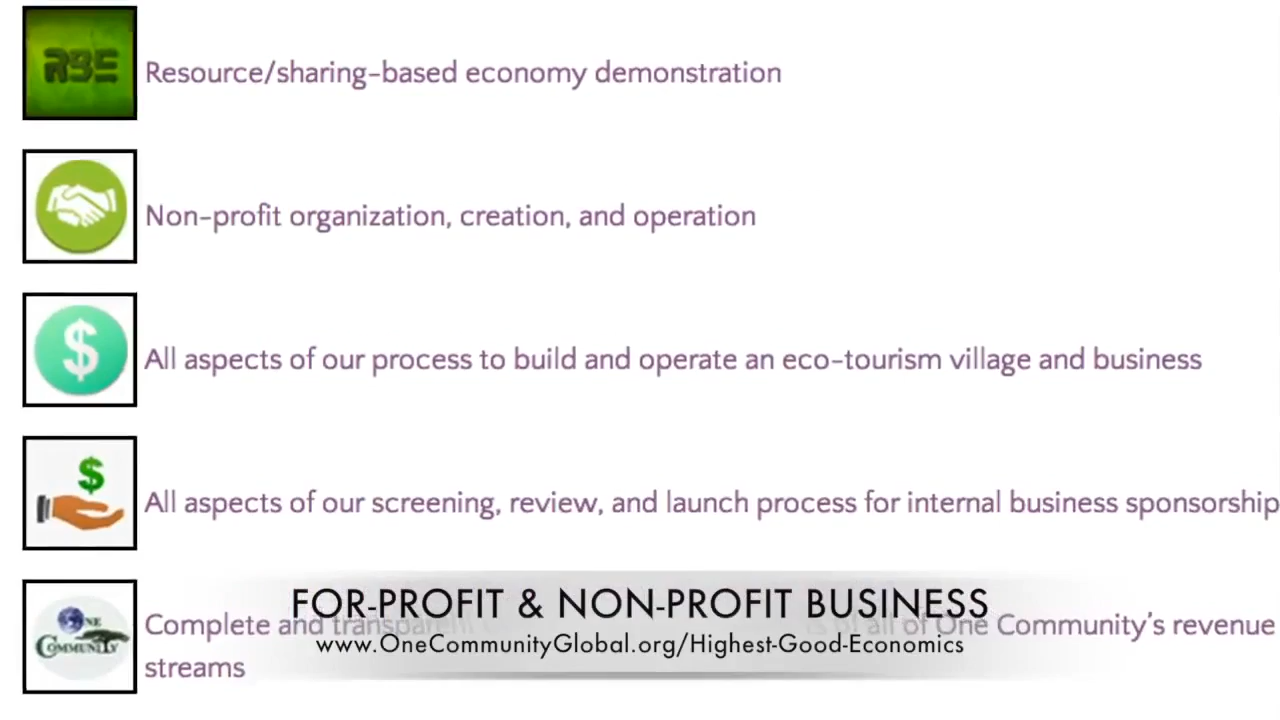 RBE
Resource/sharing-based economy demonstration
Non-profit organization, creation, and operation
$
All aspects of our process to build and operate an eco-tourism village and business
$
All aspects of our screening, review, and launch process for internal business sponsorship
ONE
COMMUNITY
Complete and transparent of all of One Community's revenue
streams
FOR-PROFIT & NON-PROFIT BUSINESS
www.OneCommunityGlobal.org/Highest-Good-Economics